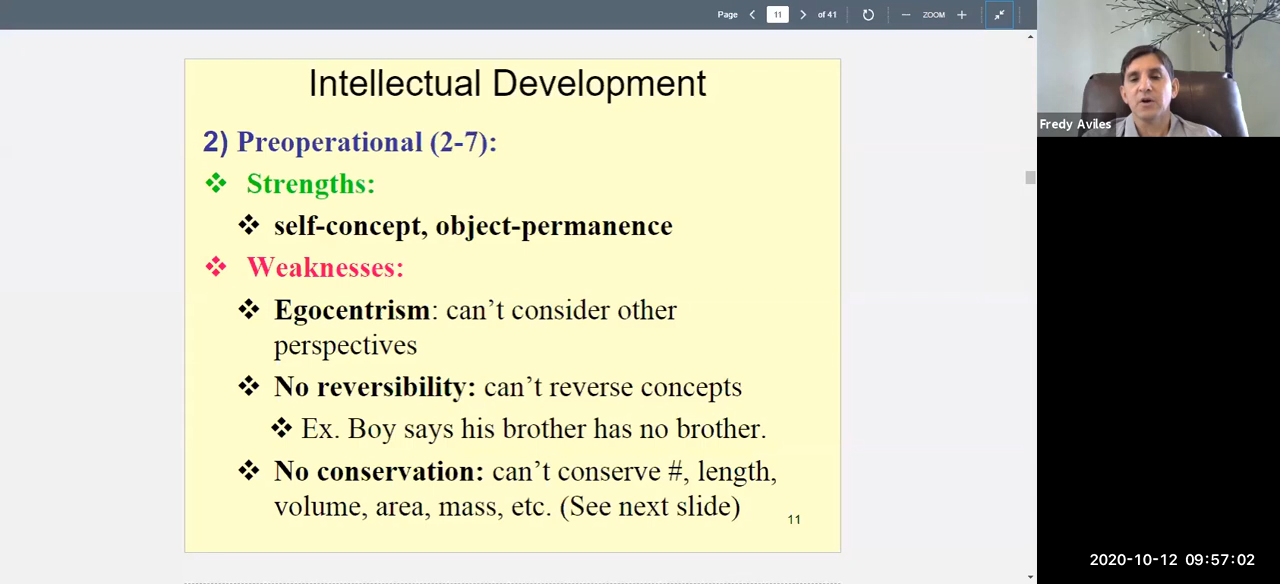 Page 11 of 41 ZOOM
Intellectual Development
2) Preoperational (2-7):
❖ Strengths:
❖ self-concept, object-permanence
❖ Weaknesses:
❖ Egocentrism: can't consider other
perspectives
❖ No reversibility: can't reverse concepts
❖ Ex. Boy says his brother has no brother.
❖ No conservation: can't conserve #, length,
volume, area, mass, etc. (See next slide)
11
Fredy Aviles
2020-10-12 09:57:02